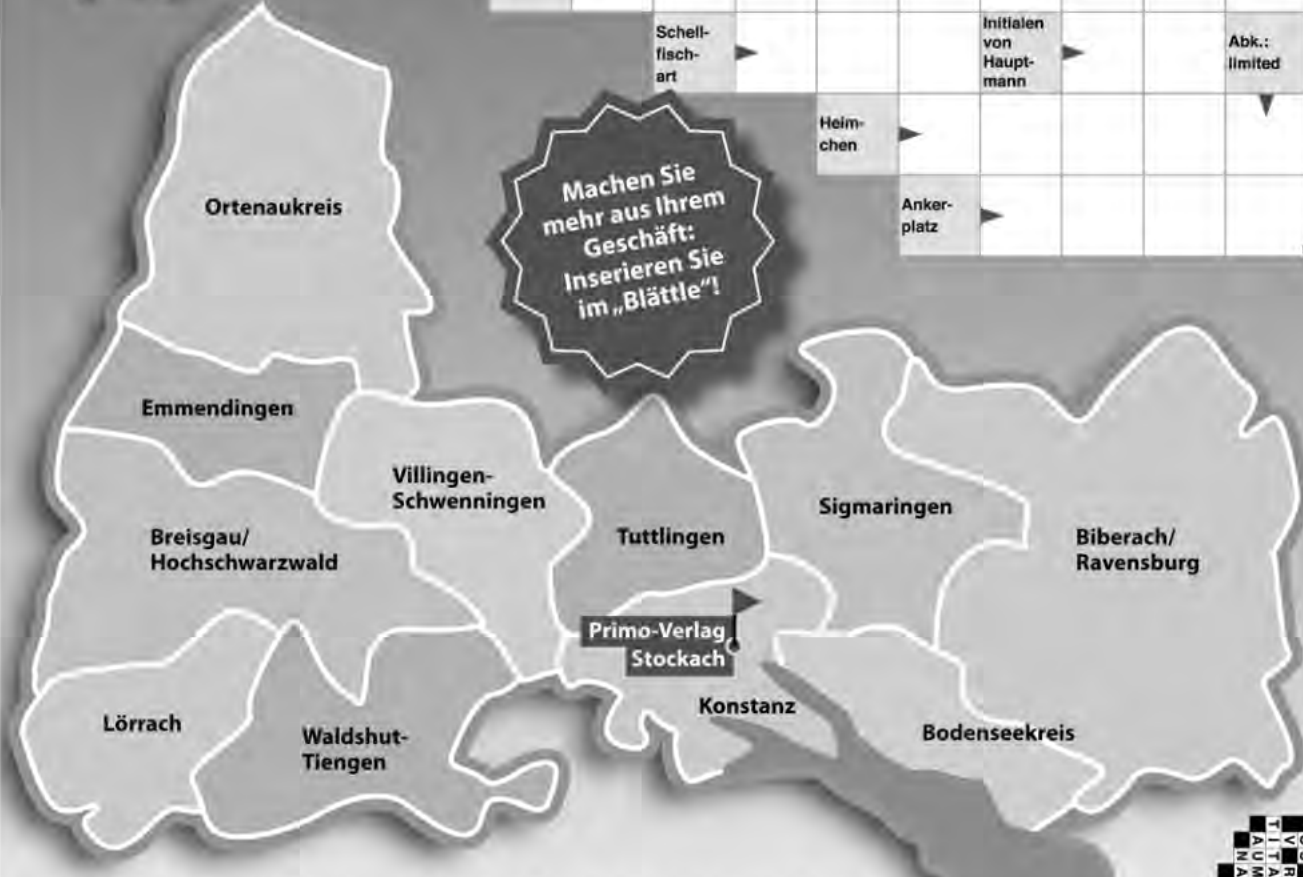 Schell-
fisch-
art
Initialen
von
Haupt-
mann
Abk.:
limited
Heim-
chen
Anker-
platz
Machen Sie
mehr aus Ihrem
Geschäft:
Inserieren Sie
im „Blättle“!
Ortenaukreis
Emmendingen
Villingen-
Schwenningen
Breisgau/
Hochschwarzwald
Tuttlingen
Sigmaringen
Biberach/
Ravensburg
Primo-Verlag
Stockach
Konstanz
Lörrach
Waldshut-
Tiengen
Bodenseekreis